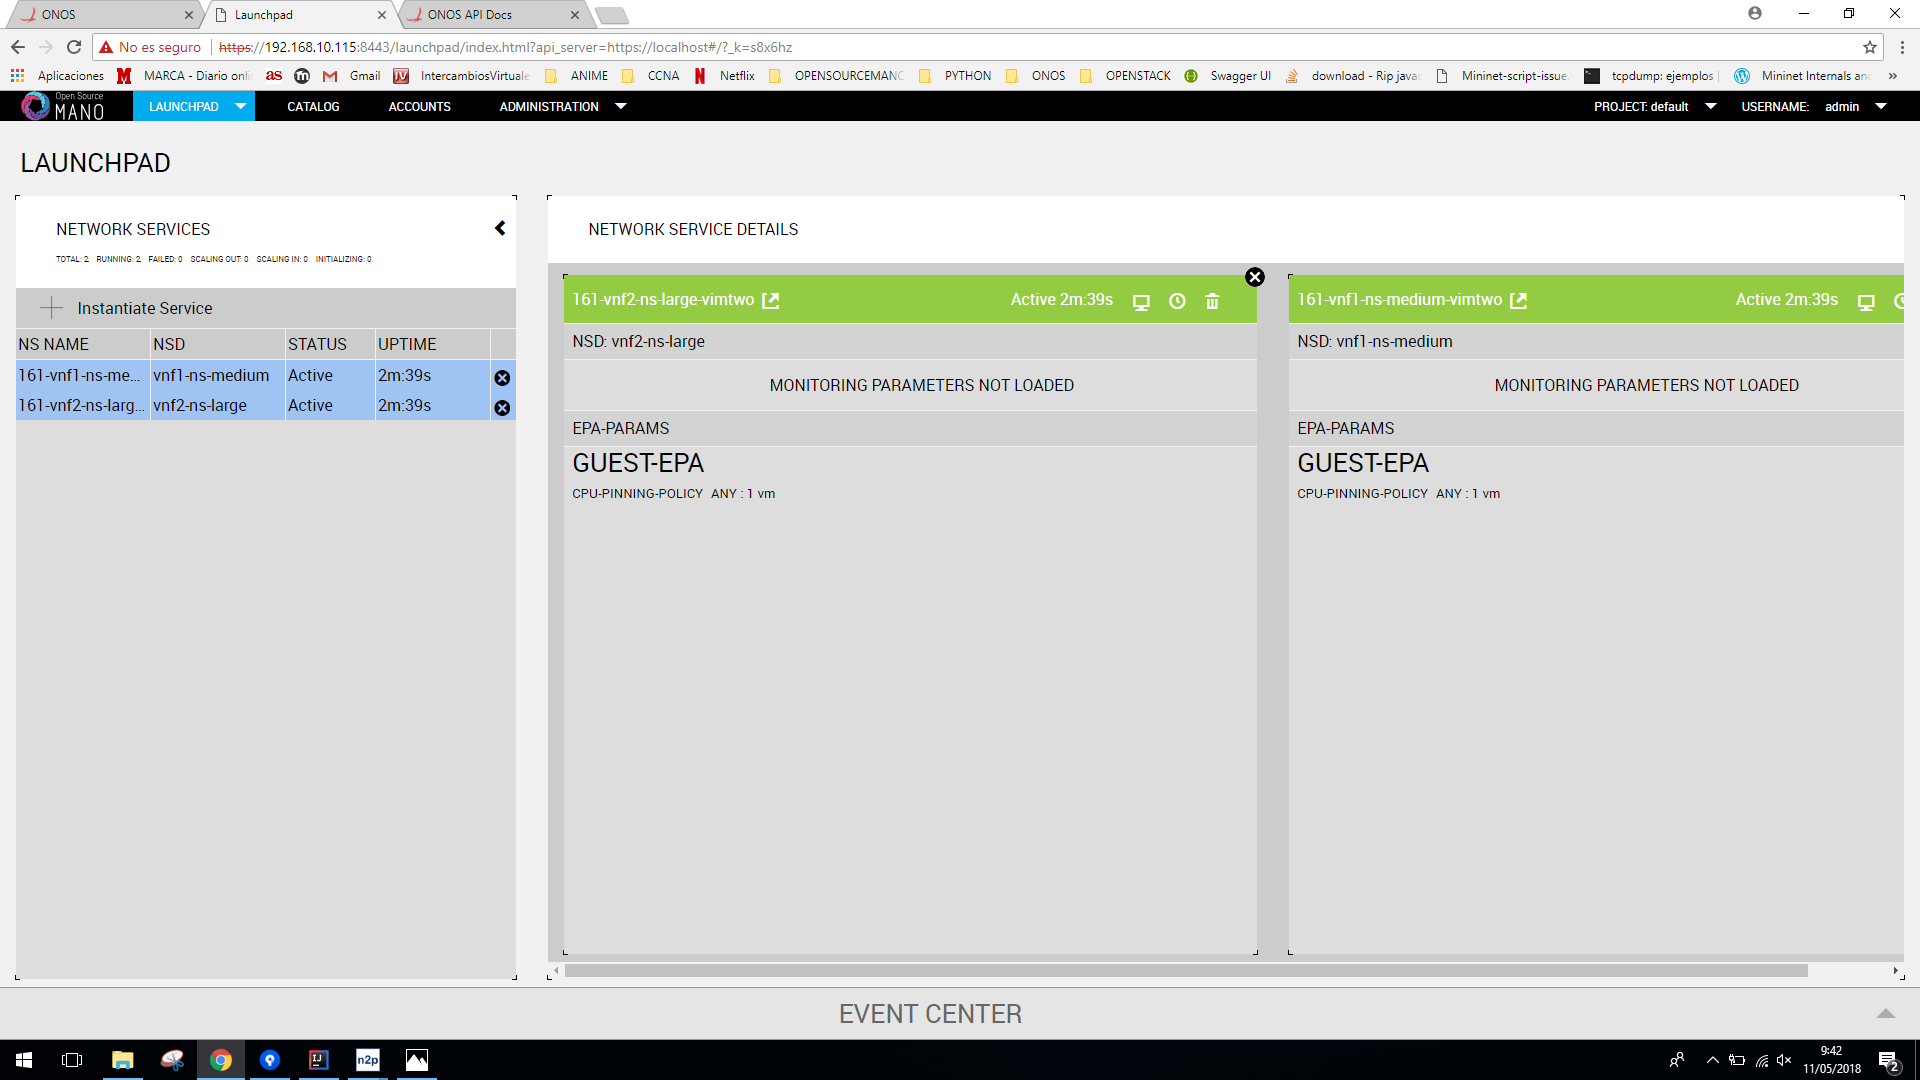 ONOS
Launchpad
ONOS API Docs
No es seguro
https://192.168.10.115:8443/launchpad/index.html?api_server=https://localhost#/?_k=s8x6hz
Aplicaciones
MARCA - Diario onli
as
Gmail
IntercambiosVirtuale
ANIME
CCNA
Netflix
OPENSOURCEMANO
PYTHON
ONOS
OPENSTACK
Swagger UI
download - Rip javac
Mininet-script-issue
tcpdump: ejemplos
Mininet Internals and
»
Open Source
MANO
LAUNCHPAD
CATALOG
ACCOUNTS
ADMINISTRATION
PROJECT: default
USERNAME: admin
LAUNCHPAD
NETWORK SERVICES
TOTAL: 2 RUNNING: 2 FAILED: 0 SCALING OUT: 0 SCALING IN: 0 INITIALIZING: 0
Instantiate Service
NS NAME NSD STATUS UPTIME
161-vnf1-ns-me... vnf1-ns-medium Active 2m:39s
161-vnf2-ns-larg... vnf2-ns-large Active 2m:39s
NETWORK SERVICE DETAILS
161-vnf2-ns-large-vimtwo Active 2m:39s
NSD: vnf2-ns-large
MONITORING PARAMETERS NOT LOADED
EPA-PARAMS
GUEST-EPA
CPU-PINNING-POLICY ANY : 1 vm
161-vnf1-ns-medium-vimtwo Active 2m:39s
NSD: vnf1-ns-medium
MONITORING PARAMETERS NOT LOADED
EPA-PARAMS
GUEST-EPA
CPU-PINNING-POLICY ANY : 1 vm
EVENT CENTER
IJ
n2p
9:42
11/05/2018
2